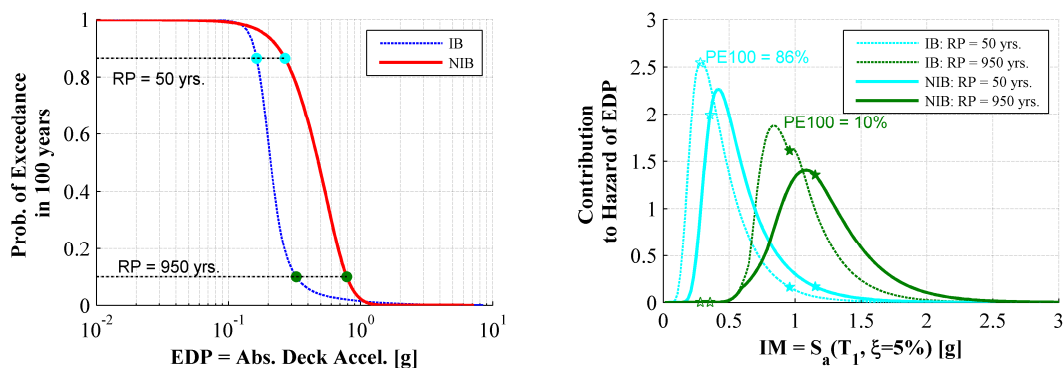 1
0.8
0.6
0.4
0.2
0
Prob. of Exceedance
in 100 years
RP = 50 yrs.
RP = 950 yrs.
IB
NIB
10^-2
10^-1
10^0
10^1
EDP = Abs. Deck Accel. [g]
3
2.5
2
1.5
1
0.5
0
Contribution
to Hazard of EDP
PE100 = 86%
PE100 = 10%
IB: RP = 50 yrs.
IB: RP = 950 yrs.
NIB: RP = 50 yrs.
NIB: RP = 950 yrs.
0 0.5 1 1.5 2 2.5 3
IM = S_a(T_1, ξ=5%) [g]